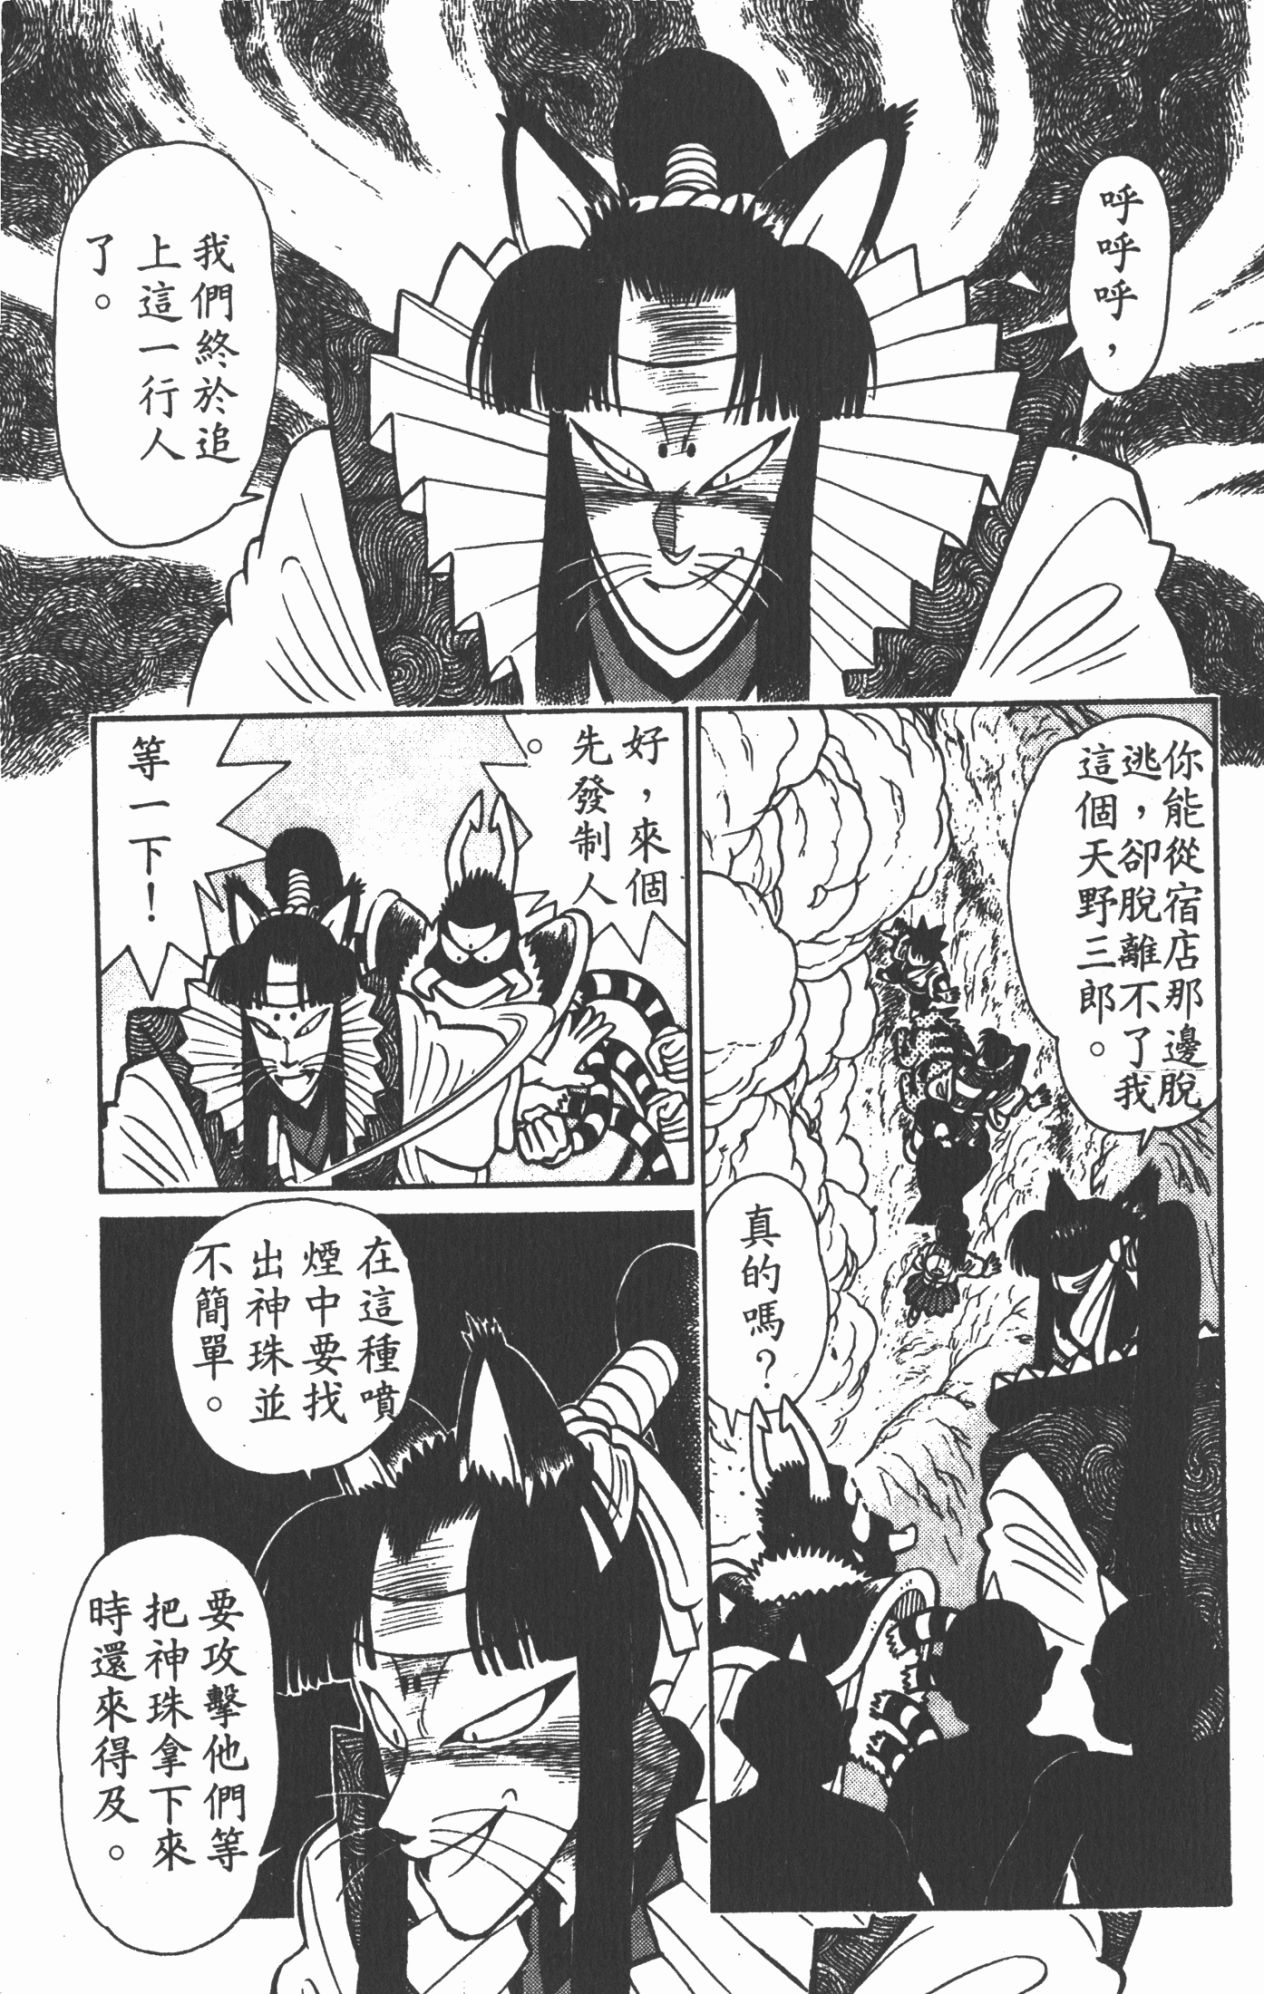 呼呼呼，
我們終於追
上這一行人
了。
你能從宿店那邊脫
逃，卻脫離不了我
這個天野三郎。
真的嗎？
好，來個
先發制人
。
等一下！
在這種噴
煙中要找
出神珠並
不簡單。
要攻擊他們等
把神珠拿下來
時還來得及。